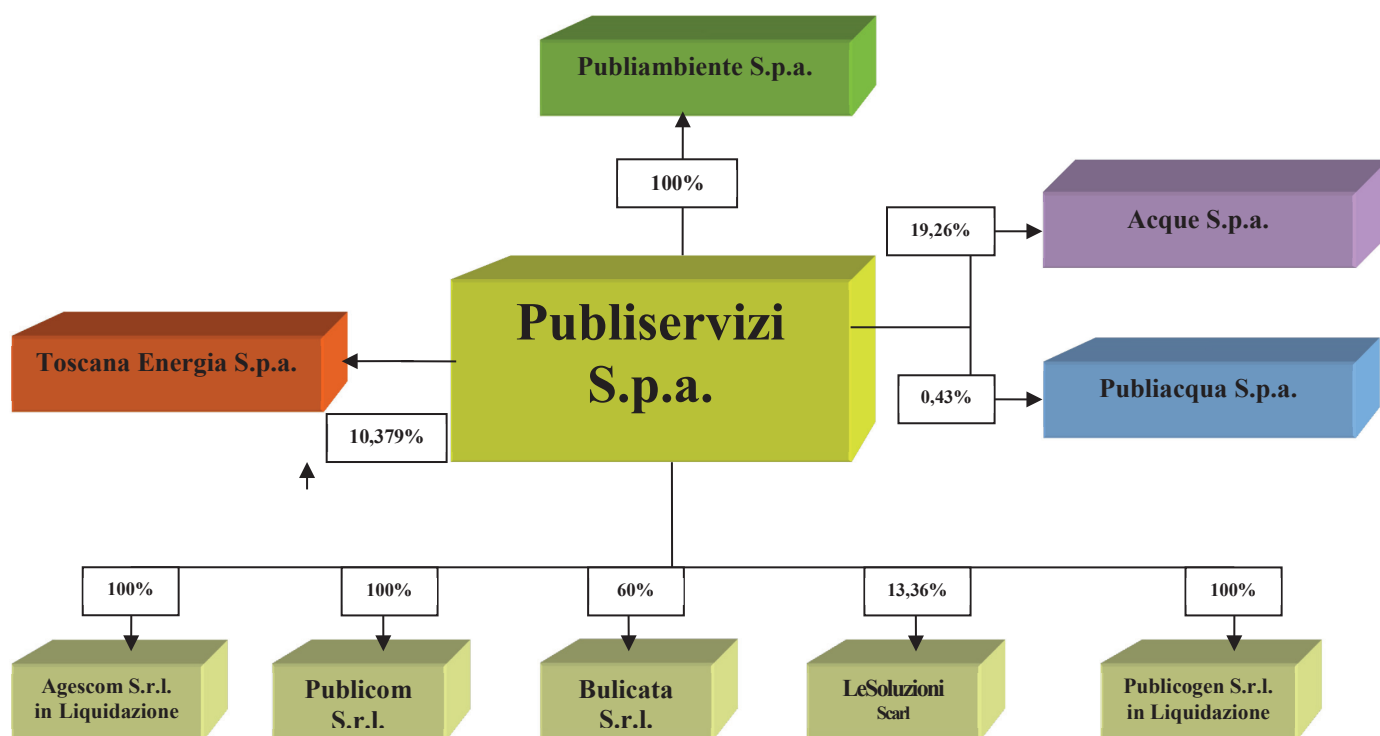 Publiambiente S.p.a.
100%
19,26%
Acque S.p.a.
Publiservizi
S.p.a.
Toscana Energia S.p.a.
10,379%
0,43%
Publiacqua S.p.a.
100%
100%
60%
13,36%
100%
Agescom S.r.l.
in Liquidazione
Publicom
S.r.l.
Bulicata
S.r.l.
LeSoluzioni
Scarl
Publicogen S.r.l.
in Liquidazione